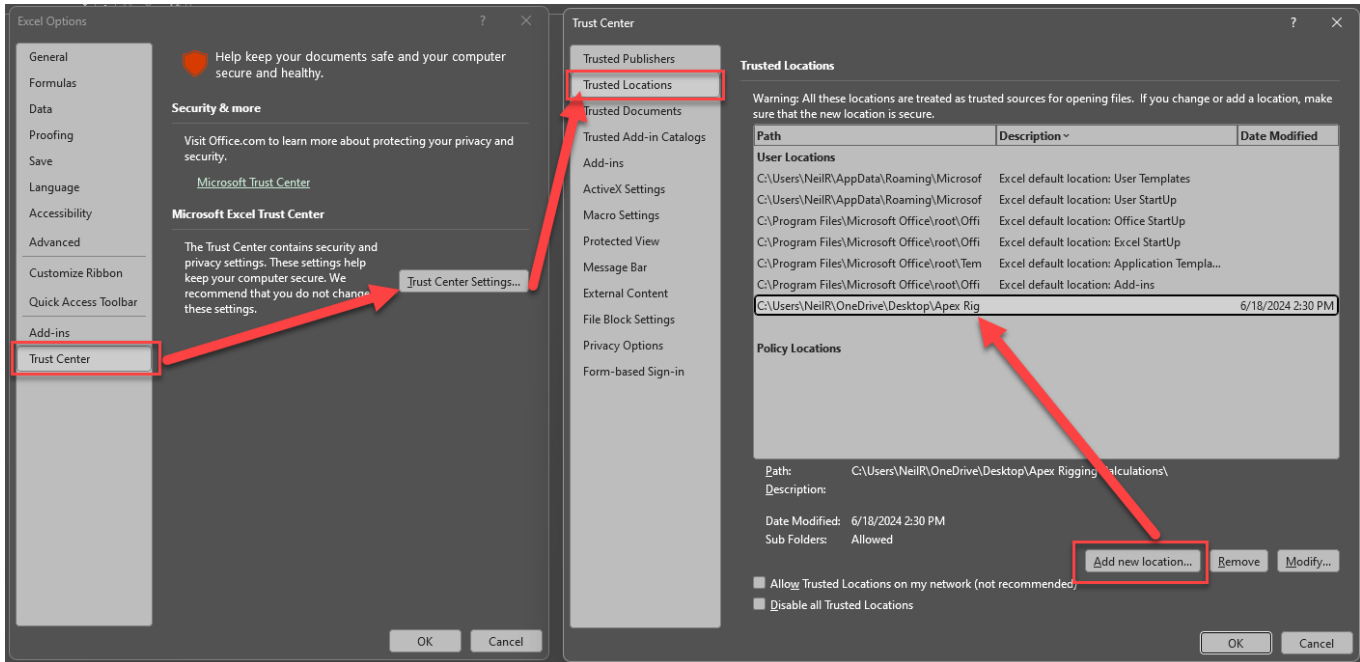 Excel Options
?
General
Formulas
Data
Proofing
Save
Language
Accessibility
Advanced
Customize Ribbon
Quick Access Toolbar
Add-ins
Trust Center
Help keep your documents safe and your computer
secure and healthy.
Security & more
Visit Office.com to learn more about protecting your privacy and
security.
Microsoft Trust Center
Microsoft Excel Trust Center
The Trust Center contains security and
privacy settings. These settings help
keep your computer secure. We
recommend that you do not change
these settings.
Trust Center Settings...
OK
Cancel
Trust Center
?
Trusted Publishers
Trusted Locations
Trusted Documents
Trusted Add-in Catalogs
Add-ins
ActiveX Settings
Macro Settings
Protected View
Message Bar
External Content
File Block Settings
Privacy Options
Form-based Sign-in
Trusted Locations
Warning: All these locations are treated as trusted sources for opening files. If you change or add a location, make
sure that the new location is secure.
Path Description Date Modified
User Locations
C:\Users\NeilR\AppData\Roaming\Microsof Excel default location: User Templates
C:\Users\NeilR\AppData\Roaming\Microsof Excel default location: User StartUp
C:\Program Files\Microsoft Office\root\Offi Excel default location: Office StartUp
C:\Program Files\Microsoft Office\root\Offi Excel default location: Excel StartUp
C:\Program Files\Microsoft Office\root\Tem Excel default location: Application Templa...
C:\Program Files\Microsoft Office\root\Offi Excel default location: Add-ins
C:\Users\NeilR\OneDrive\Desktop\Apex Rig 6/18/2024 2:30 PM
Policy Locations
Path: C:\Users\NeilR\OneDrive\Desktop\Apex Rigging Calculations\
Description:
Date Modified: 6/18/2024 2:30 PM
Sub Folders: Allowed
Add new location...
Remove
Modify...
Allow Trusted Locations on my network (not recommended)
Disable all Trusted Locations
OK
Cancel